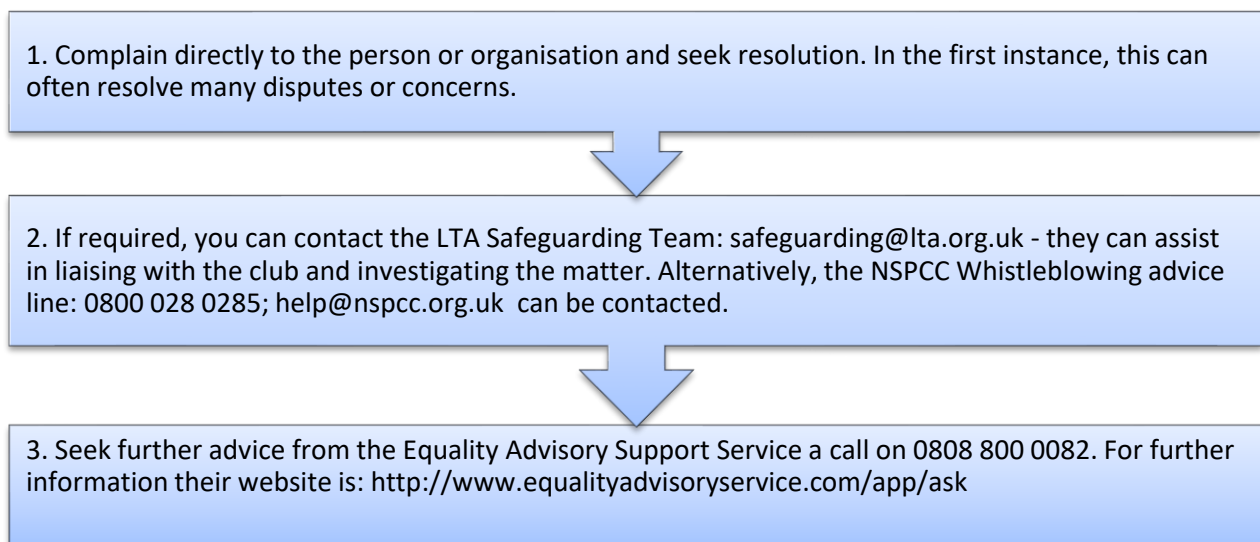 1. Complain directly to the person or organisation and seek resolution. In the first instance, this can
often resolve many disputes or concerns.
2. If required, you can contact the LTA Safeguarding Team: safeguarding@lta.org.uk - they can assist
in liaising with the club and investigating the matter. Alternatively, the NSPCC Whistleblowing advice
line: 0800 028 0285; help@nspcc.org.uk  can be contacted.
3. Seek further advice from the Equality Advisory Support Service a call on 0808 800 0082. For further
information their website is: http://www.equalityadvisoryservice.com/app/ask